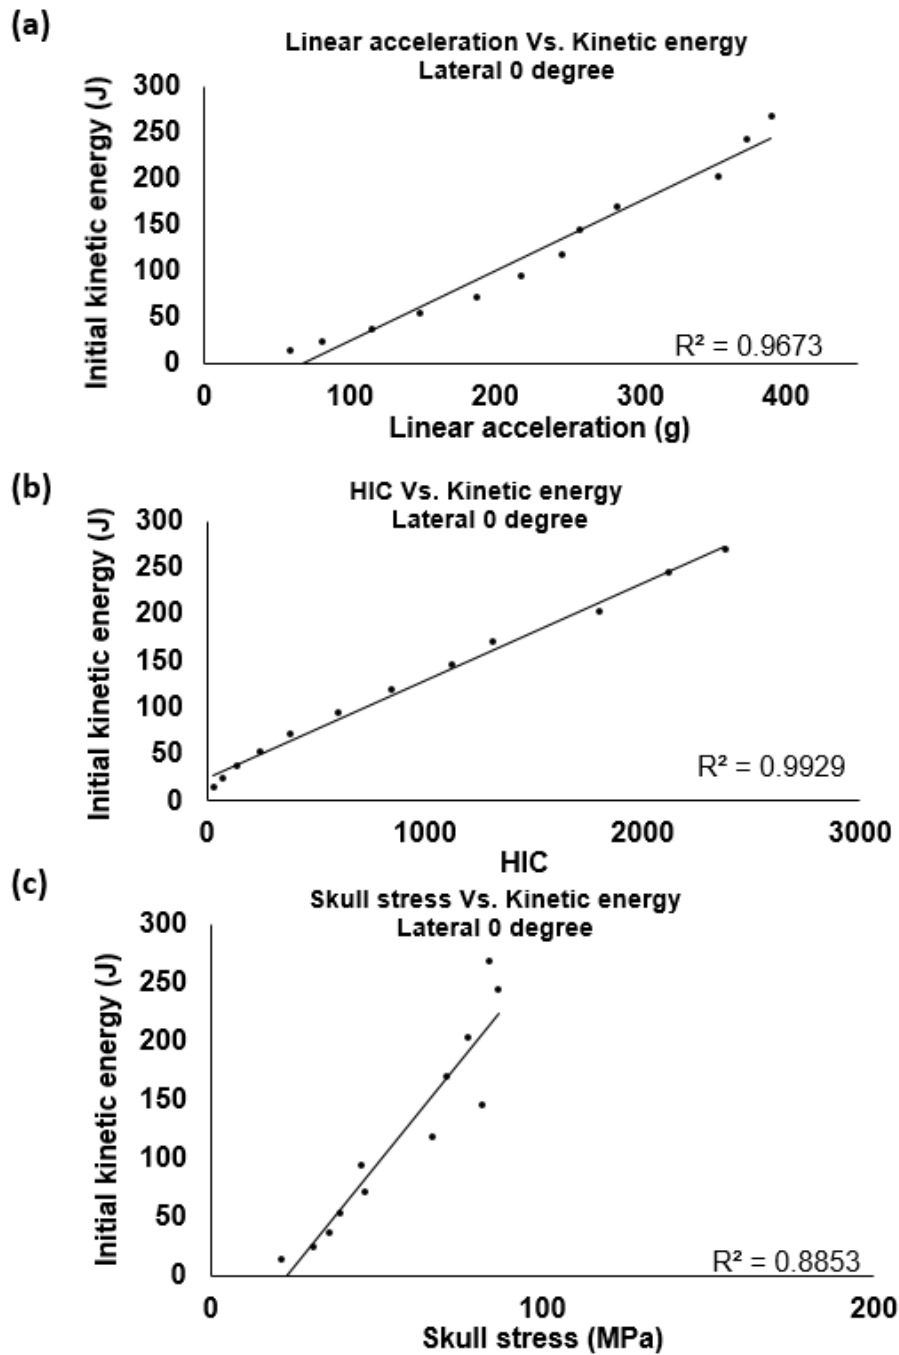 (a)
Linear acceleration Vs. Kinetic energy
Lateral 0 degree
Initial kinetic energy (J)
300
250
200
150
100
50
0
R² = 0.9673
0 100 200 300 400
Linear acceleration (g)
(b)
HIC Vs. Kinetic energy
Lateral 0 degree
Initial kinetic energy (J)
300
250
200
150
100
50
0
R² = 0.9929
0 1000 2000 3000
HIC
(c)
Skull stress Vs. Kinetic energy
Lateral 0 degree
Initial kinetic energy (J)
300
250
200
150
100
50
0
R² = 0.8853
0 100 200
Skull stress (MPa)